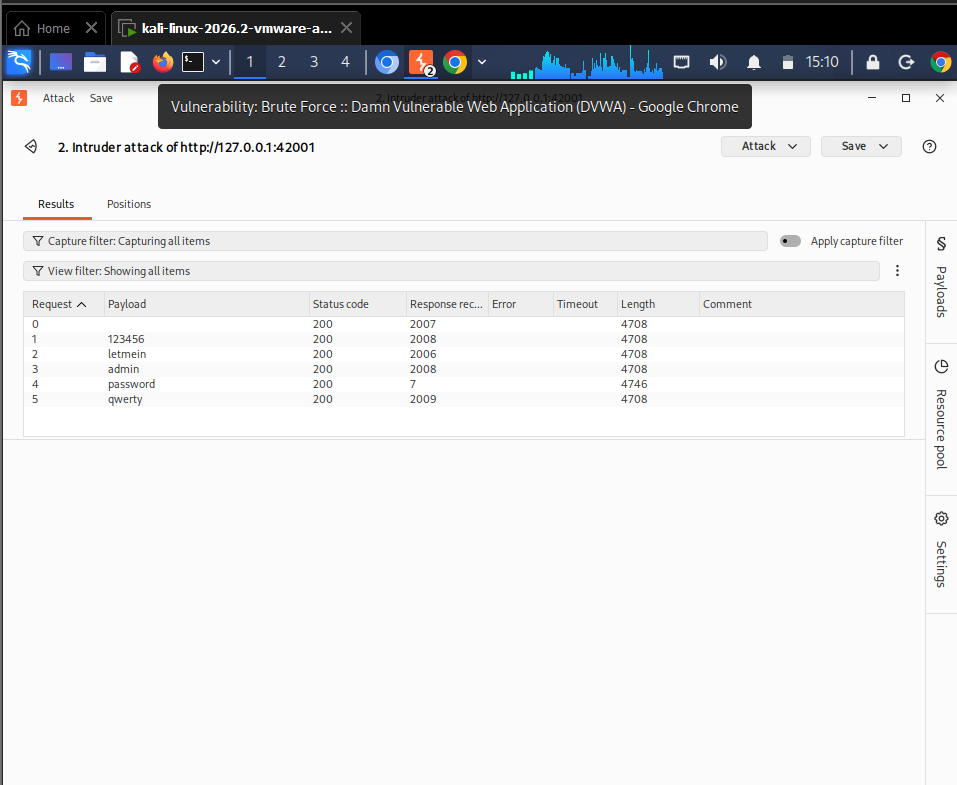 Home
kali-linux-2026.2-vmware-a...
1 2 3 4 2 15:10
Attack Save
Vulnerability: Brute Force :: Damn Vulnerable Web Application (DVWA) - Google Chrome
2. Intruder attack of http://127.0.0.1:42001
Attack Save
Results Positions
Capture filter: Capturing all items Apply capture filter
View filter: Showing all items
Request Payload Status code Response rec... Error Timeout Length Comment
0 200 2007 4708
1 123456 200 2008 4708
2 letmein 200 2006 4708
3 admin 200 2008 4708
4 password 200 7 4746
5 qwerty 200 2009 4708
Payloads
Resource pool
Settings